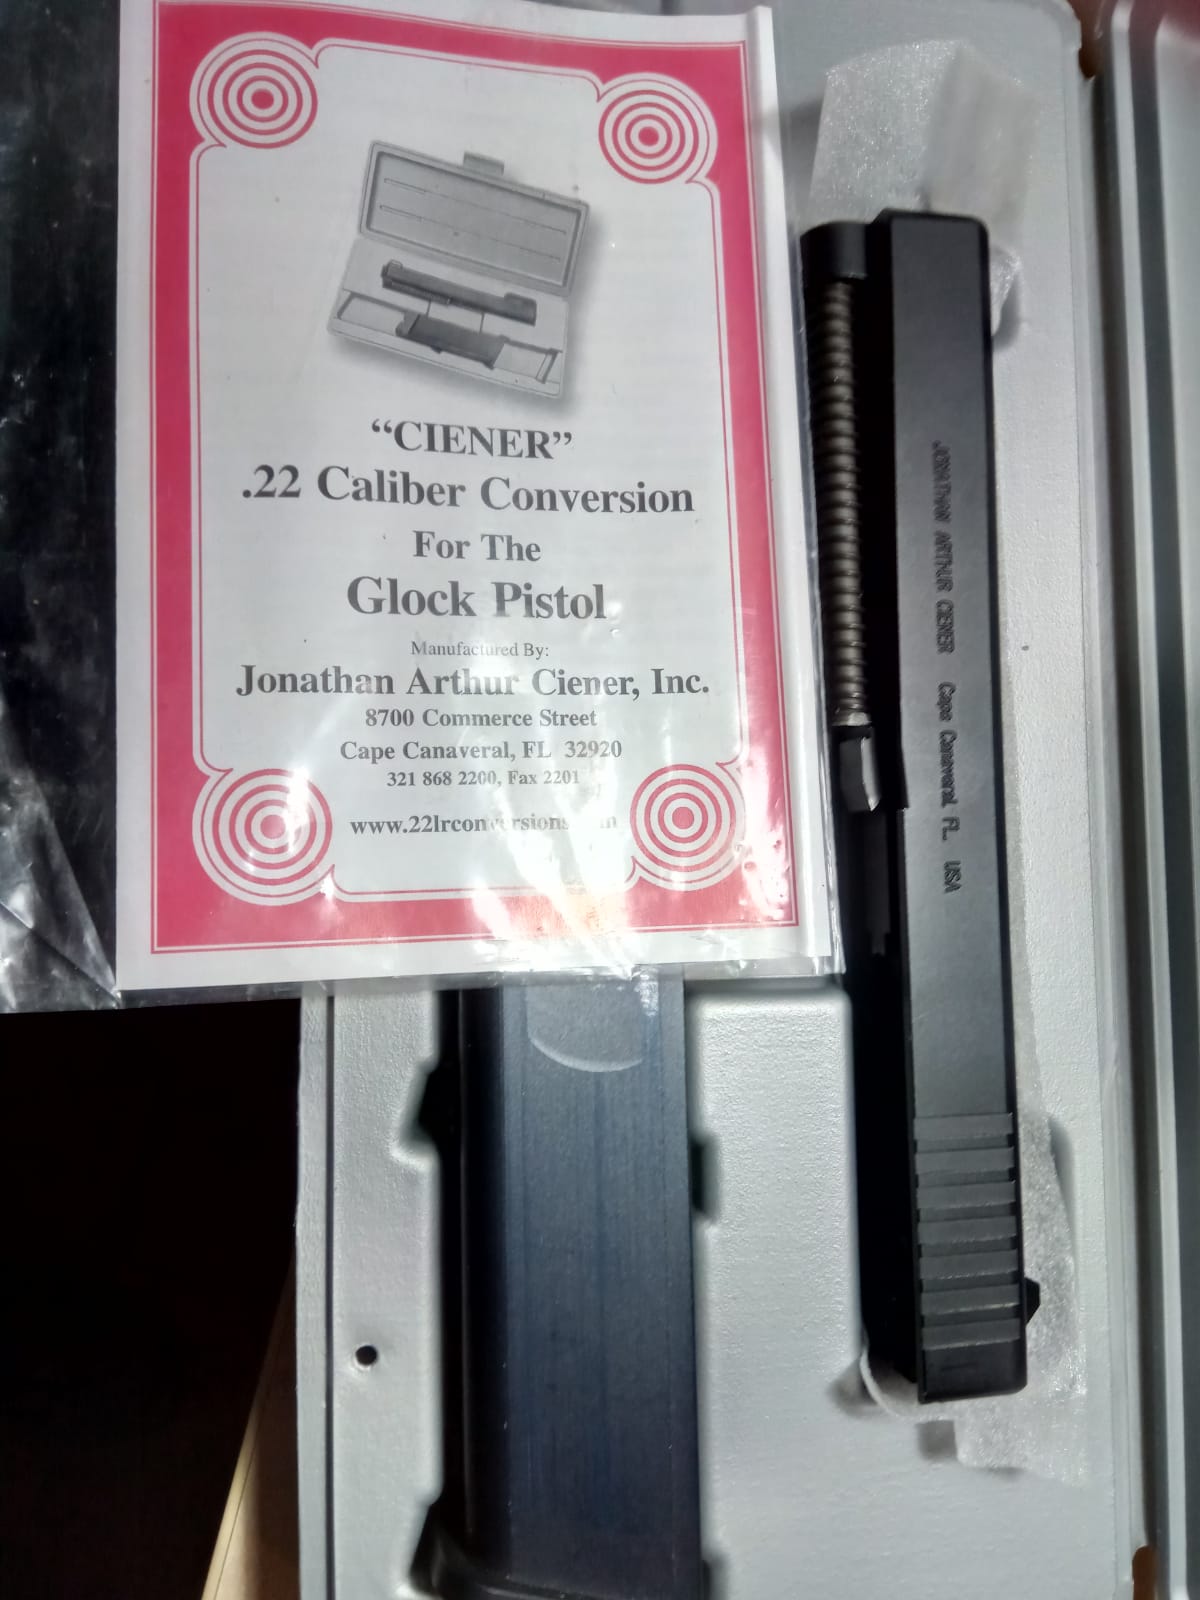 “CIENER”
.22 Caliber Conversion
For The
Glock Pistol
Manufactured By:
Jonathan Arthur Ciener, Inc.
8700 Commerce Street
Cape Canaveral, FL 32920
321 868 2200, Fax 2201
JONATHAN ARTHUR CIENER Cape Canaveral, FL. USA